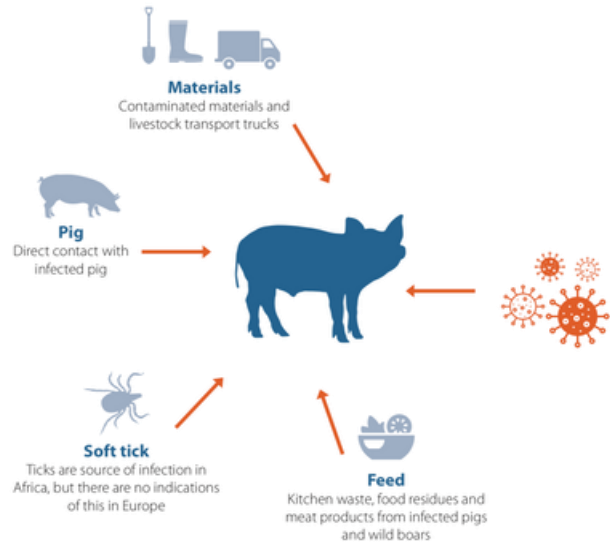 Materials
Contaminated materials and
livestock transport trucks
Pig
Direct contact with
infected pig
Soft tick
Ticks are source of infection in
Africa, but there are no indications
of this in Europe
Feed
Kitchen waste, food residues and
meat products from infected pigs
and wild boars